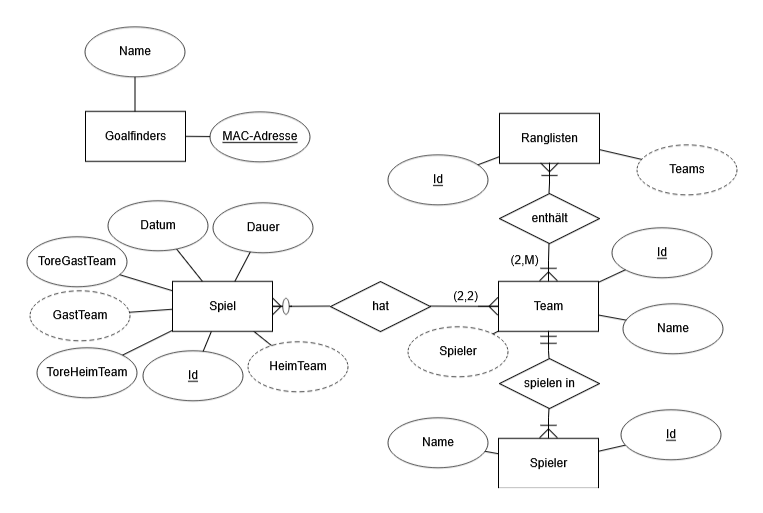 Name
Goalfinders
MAC-Adresse
Ranglisten
Id
Teams
enthält
(2,M)
Datum
Dauer
ToreGastTeam
GastTeam
ToreHeimTeam
Spiel
Id
HeimTeam
hat
(2,2)
Team
Id
Name
Spieler
spielen in
Name
Spieler
Id